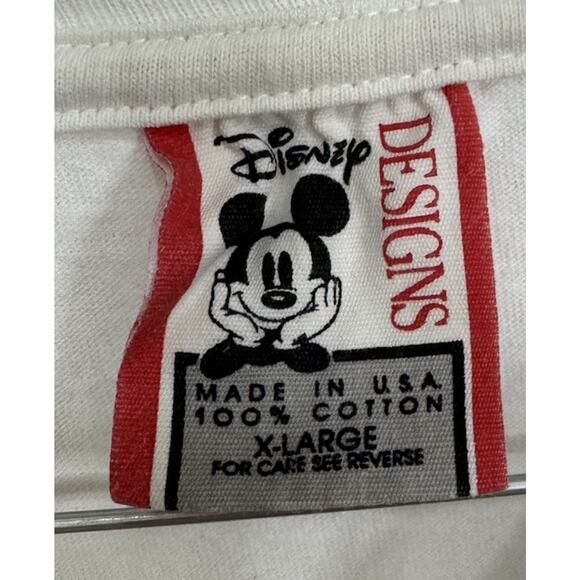 Disney
DESIGNS
MADE IN U.S.A.
100% COTTON
X-LARGE
FOR CARE SEE REVERSE